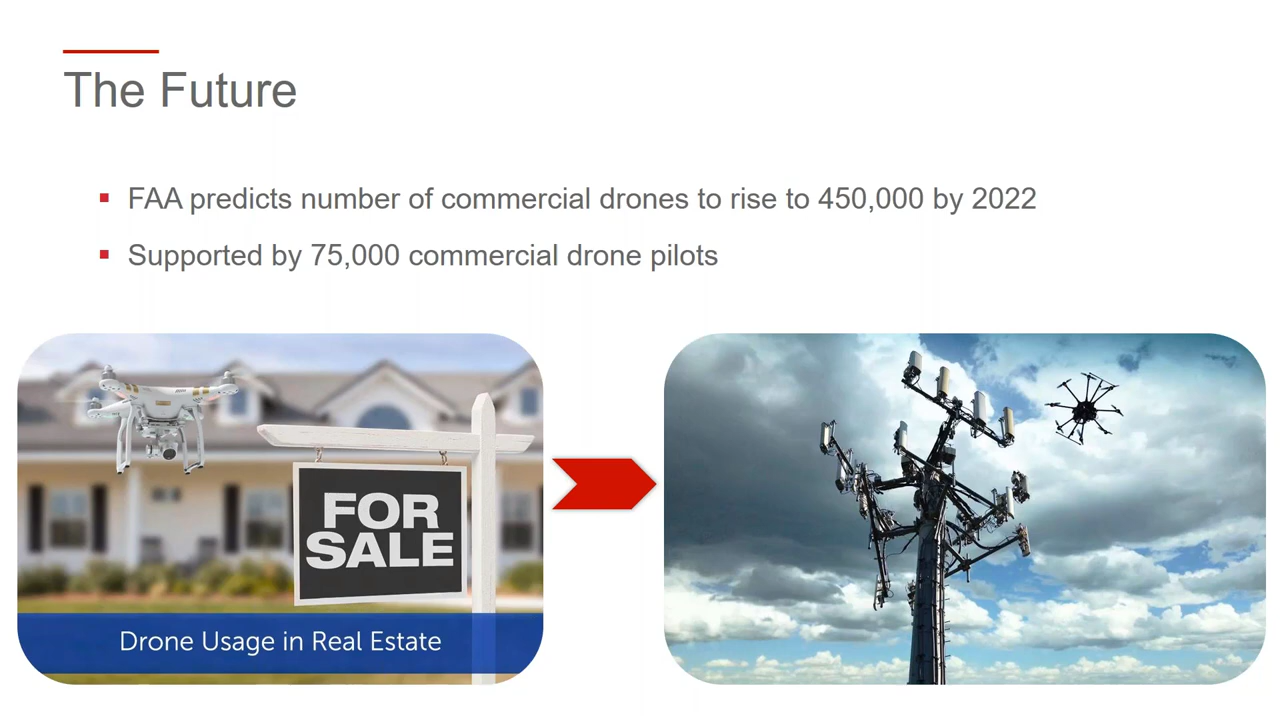 The Future
FAA predicts number of commercial drones to rise to 450,000 by 2022
Supported by 75,000 commercial drone pilots
FOR
SALE
Drone Usage in Real Estate